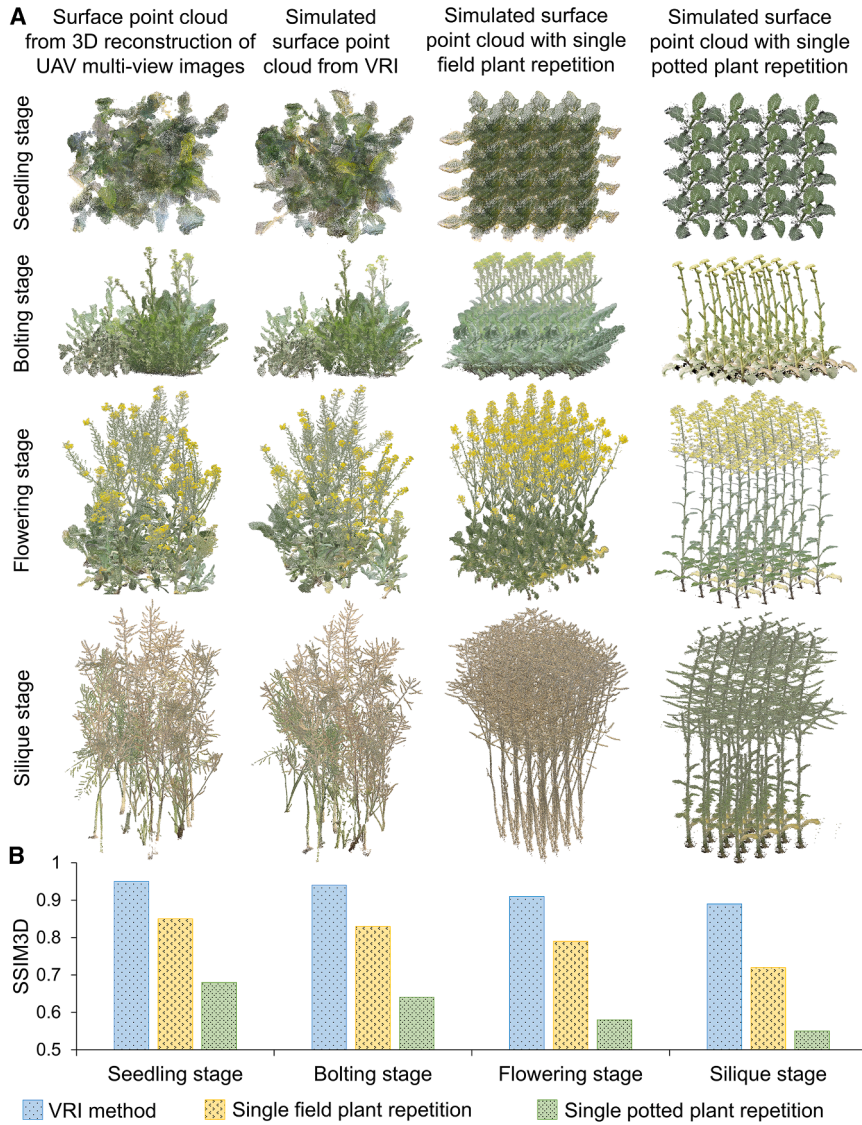 A
Surface point cloud
from 3D reconstruction of
UAV multi-view images
Simulated
surface point
cloud from VRI
Simulated surface
point cloud with single
field plant repetition
Simulated surface
point cloud with single
potted plant repetition
Seedling stage
Bolting stage
Flowering stage
Silique stage
B
SSIM3D
1
0.9
0.8
0.7
0.6
0.5
Seedling stage
Bolting stage
Flowering stage
Silique stage
VRI method
Single field plant repetition
Single potted plant repetition